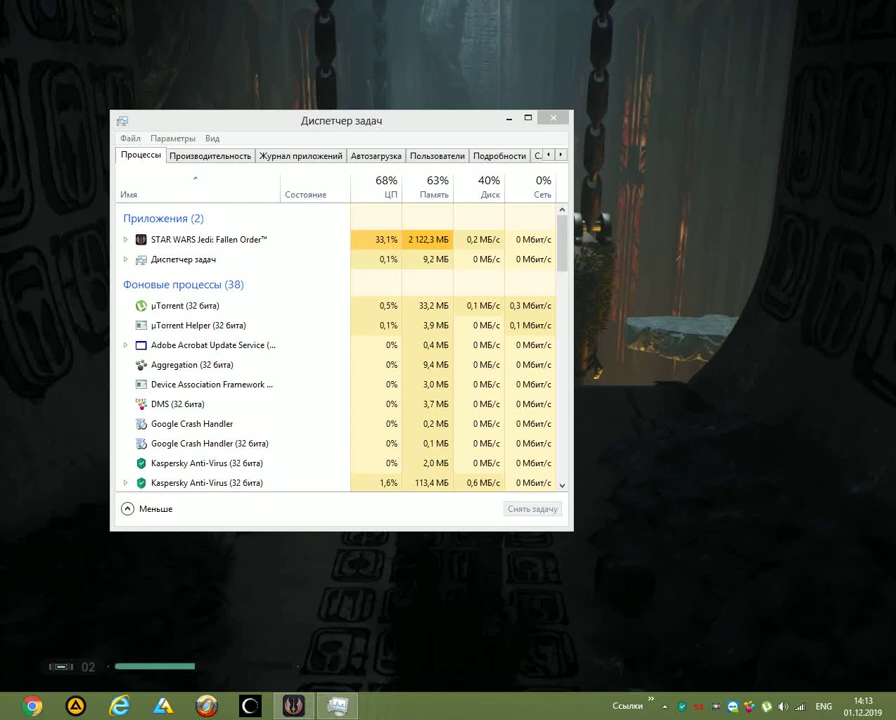 Диспетчер задач
Файл Параметры Вид
Процессы Производительность Журнал приложений Автозагрузка Пользователи Подробности С.
68% 63% 40% 0%
Имя Состояние ЦП Память Диск Сеть
Приложения (2)
STAR WARS Jedi: Fallen Order™ 33,1% 2 122,3 МБ 0,2 МБ/с 0 Мбит/с
Диспетчер задач 0,1% 9,2 МБ 0 МБ/с 0 Мбит/с
Фоновые процессы (38)
µTorrent (32 бита) 0,5% 33,2 МБ 0,1 МБ/с 0,3 Мбит/с
µTorrent Helper (32 бита) 0,1% 3,9 МБ 0 МБ/с 0,1 Мбит/с
Adobe Acrobat Update Service (... 0% 0,4 МБ 0 МБ/с 0 Мбит/с
Aggregation (32 бита) 0% 9,4 МБ 0 МБ/с 0 Мбит/с
Device Association Framework ... 0% 3,0 МБ 0 МБ/с 0 Мбит/с
DMS (32 бита) 0% 3,7 МБ 0 МБ/с 0 Мбит/с
Google Crash Handler 0% 0,2 МБ 0 МБ/с 0 Мбит/с
Google Crash Handler (32 бита) 0% 0,1 МБ 0 МБ/с 0 Мбит/с
Kaspersky Anti-Virus (32 бита) 0% 2,0 МБ 0 МБ/с 0 Мбит/с
Kaspersky Anti-Virus (32 бита) 1,6% 113,4 МБ 0,6 МБ/с 0 Мбит/с
Меньше Снять задачу
02
Ссылки » ENG 14:13
01.12.2019